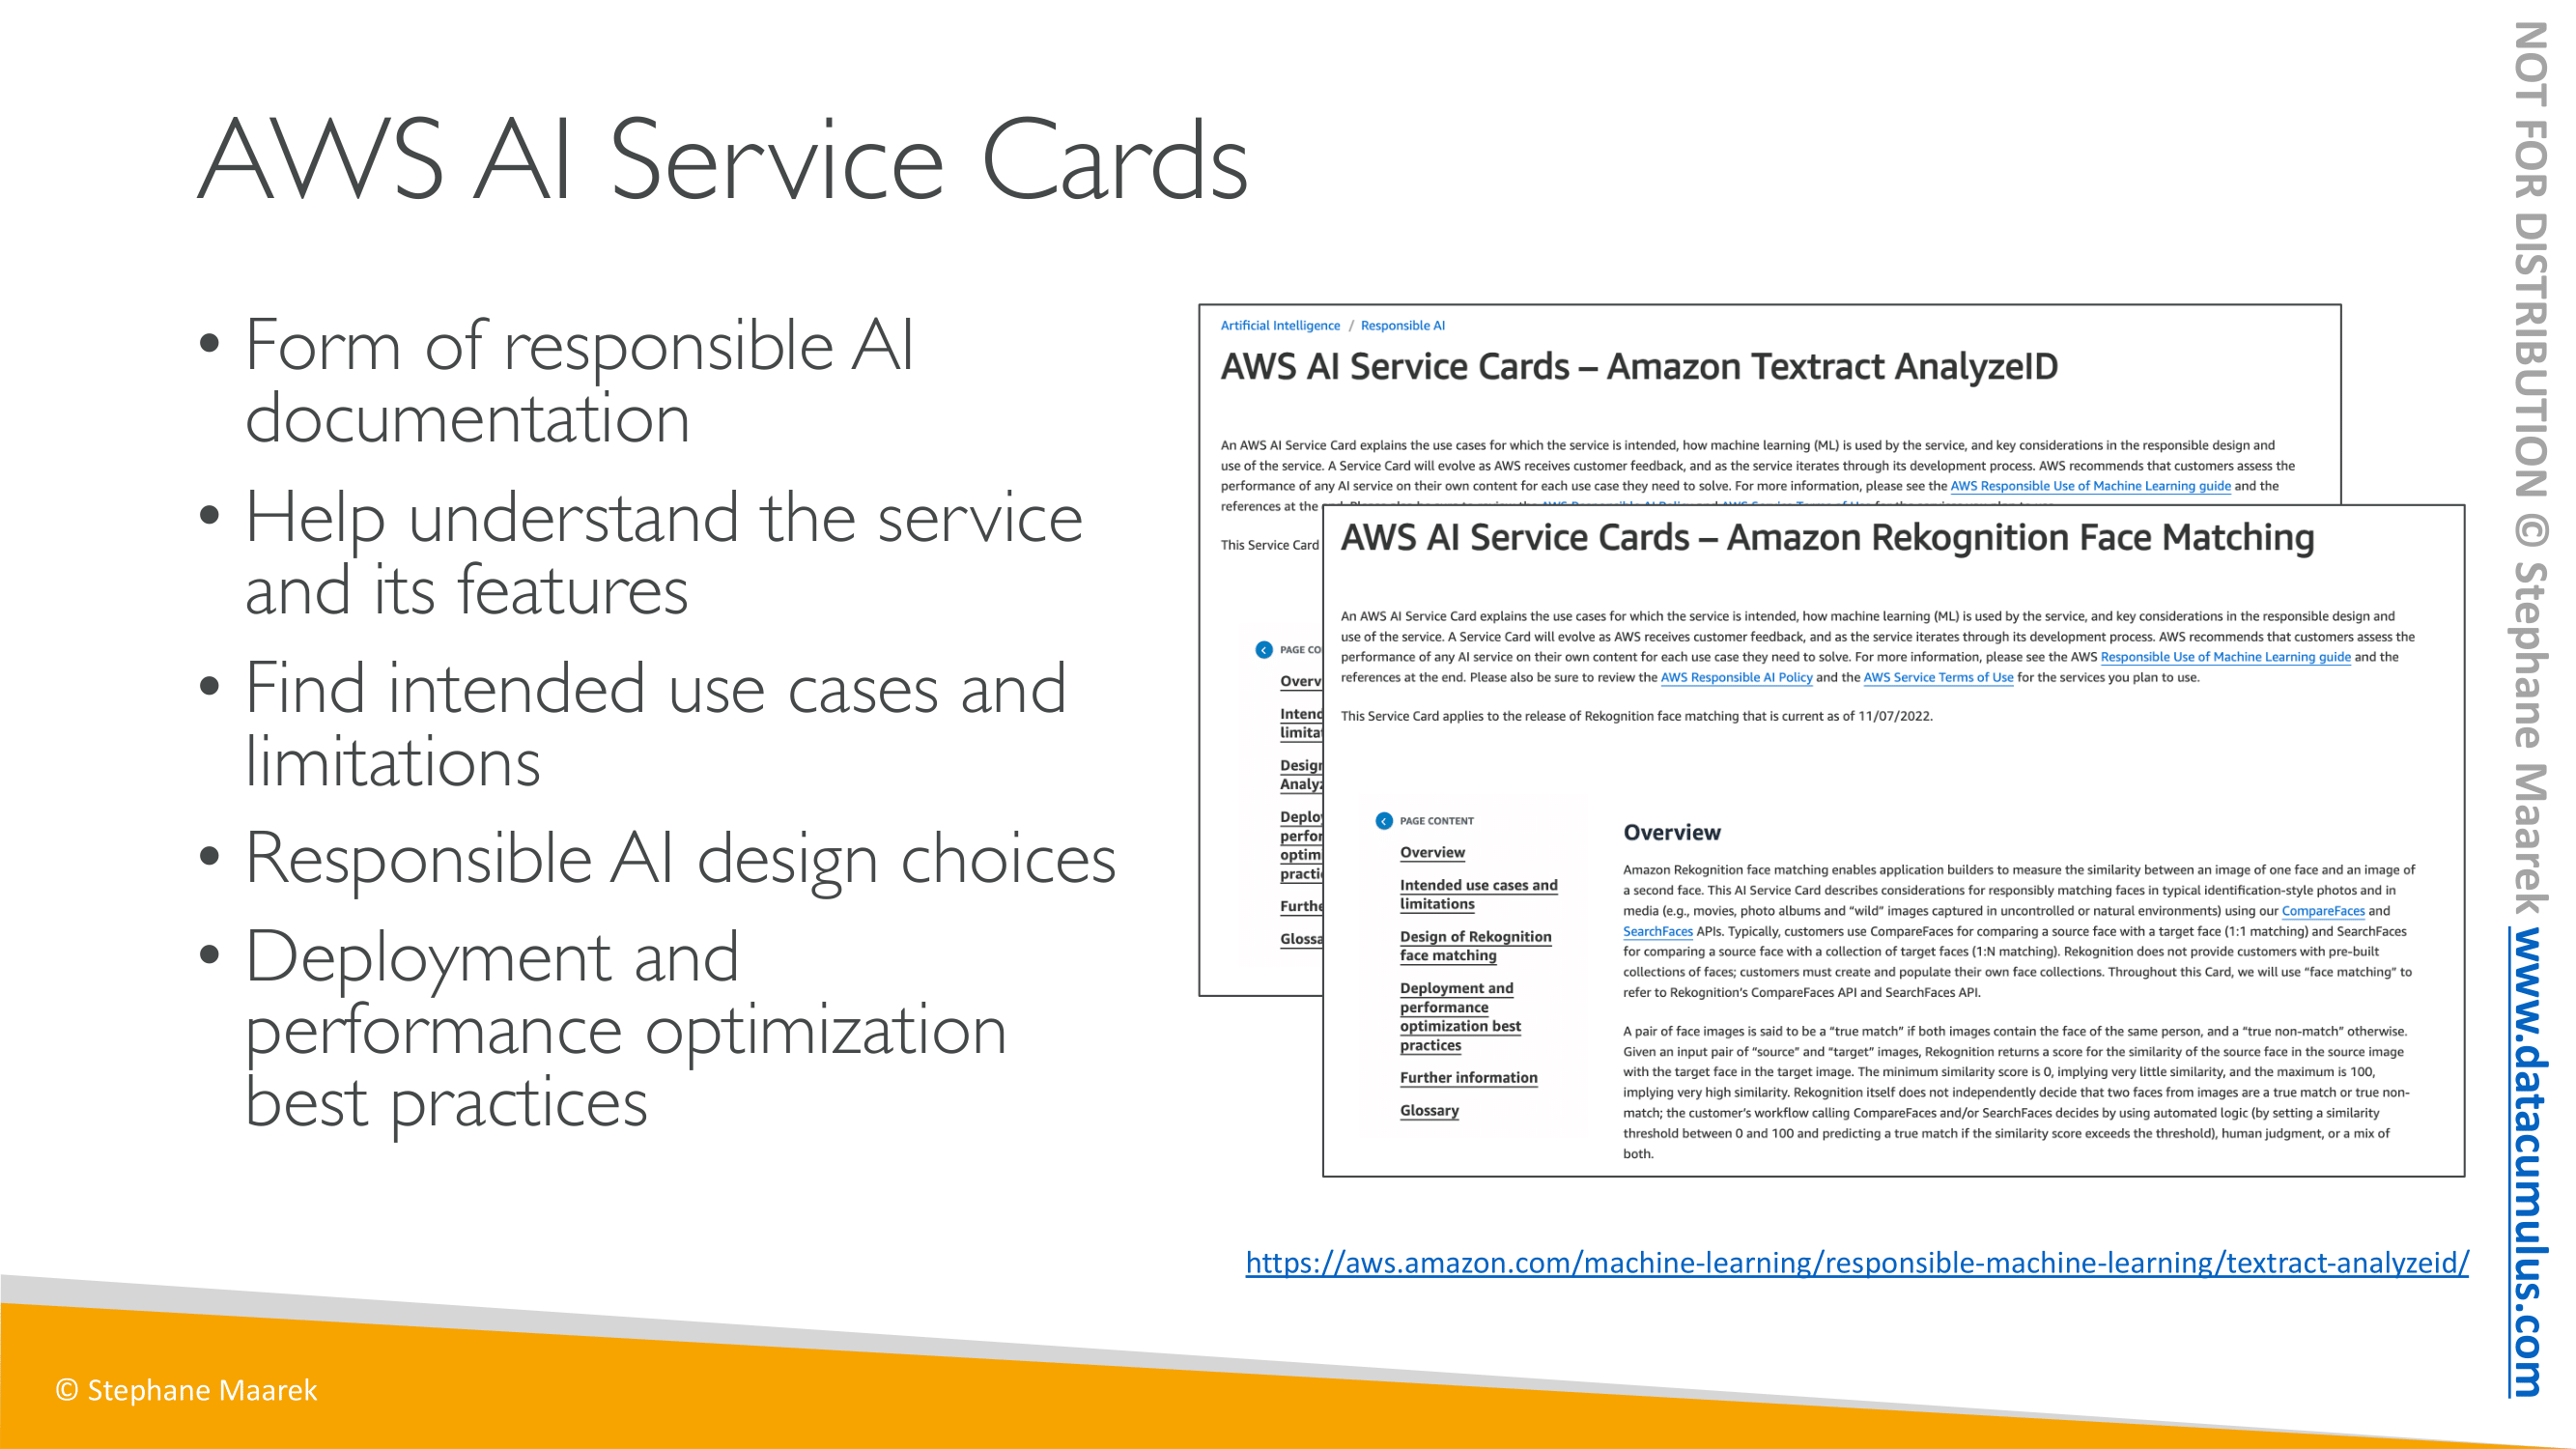 AWS AI Service Cards
• Form of responsible AI
documentation
• Help understand the service
and its features
• Find intended use cases and
limitations
• Responsible AI design choices
• Deployment and
performance optimization
best practices
Artificial Intelligence / Responsible AI
AWS AI Service Cards – Amazon Textract AnalyzeID
An AWS AI Service Card explains the use cases for which the service is intended, how machine learning (ML) is used by the service, and key considerations in the responsible design and
use of the service. A Service Card will evolve as AWS receives customer feedback, and as the service iterates through its development process. AWS recommends that customers assess the
performance of any AI service on their own content for each use case they need to solve. For more information, please see the AWS Responsible Use of Machine Learning guide and the
references at the
This Service Card
PAGE CO
Overv
Intend
limita
Design
Analyz
Deplo
perfor
optim
practi
Furthe
Glossa
AWS AI Service Cards – Amazon Rekognition Face Matching
An AWS AI Service Card explains the use cases for which the service is intended, how machine learning (ML) is used by the service, and key considerations in the responsible design and
use of the service. A Service Card will evolve as AWS receives customer feedback, and as the service iterates through its development process. AWS recommends that customers assess the
performance of any AI service on their own content for each use case they need to solve. For more information, please see the AWS Responsible Use of Machine Learning guide and the
references at the end. Please also be sure to review the AWS Responsible AI Policy and the AWS Service Terms of Use for the services you plan to use.
This Service Card applies to the release of Rekognition face matching that is current as of 11/07/2022.
PAGE CONTENT
Overview
Intended use cases and
limitations
Design of Rekognition
face matching
Deployment and
performance
optimization best
practices
Further information
Glossary
Overview
Amazon Rekognition face matching enables application builders to measure the similarity between an image of one face and an image of
a second face. This AI Service Card describes considerations for responsibly matching faces in typical identification-style photos and in
media (e.g., movies, photo albums and “wild” images captured in uncontrolled or natural environments) using our CompareFaces and
SearchFaces APIs. Typically, customers use CompareFaces for comparing a source face with a target face (1:1 matching) and SearchFaces
for comparing a source face with a collection of target faces (1:N matching). Rekognition does not provide customers with pre-built
collections of faces; customers must create and populate their own face collections. Throughout this Card, we will use “face matching” to
refer to Rekognition’s CompareFaces API and SearchFaces API.
A pair of face images is said to be a “true match” if both images contain the face of the same person, and a “true non-match” otherwise.
Given an input pair of “source” and “target” images, Rekognition returns a score for the similarity of the source face in the source image
with the target face in the target image. The minimum similarity score is 0, implying very little similarity, and the maximum is 100,
implying very high similarity. Rekognition itself does not independently decide that two faces from images are a true match or true non-
match; the customer’s workflow calling CompareFaces and/or SearchFaces decides by using automated logic (by setting a similarity
threshold between 0 and 100 and predicting a true match if the similarity score exceeds the threshold), human judgment, or a mix of
both.
https://aws.amazon.com/machine-learning/responsible-machine-learning/textract-analyzeid/
© Stephane Maarek
NOT FOR DISTRIBUTION © Stephane Maarek www.datacumulus.com